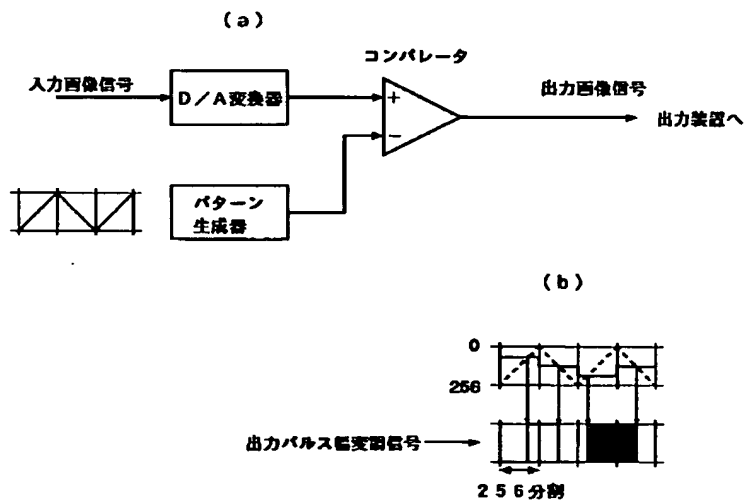 (a)
コンパレータ
入力画像信号
D/A変換器
+
−
出力画像信号
出力装置へ
パターン
生成器
(b)
0
256
出力パルス幅変調信号
256分割